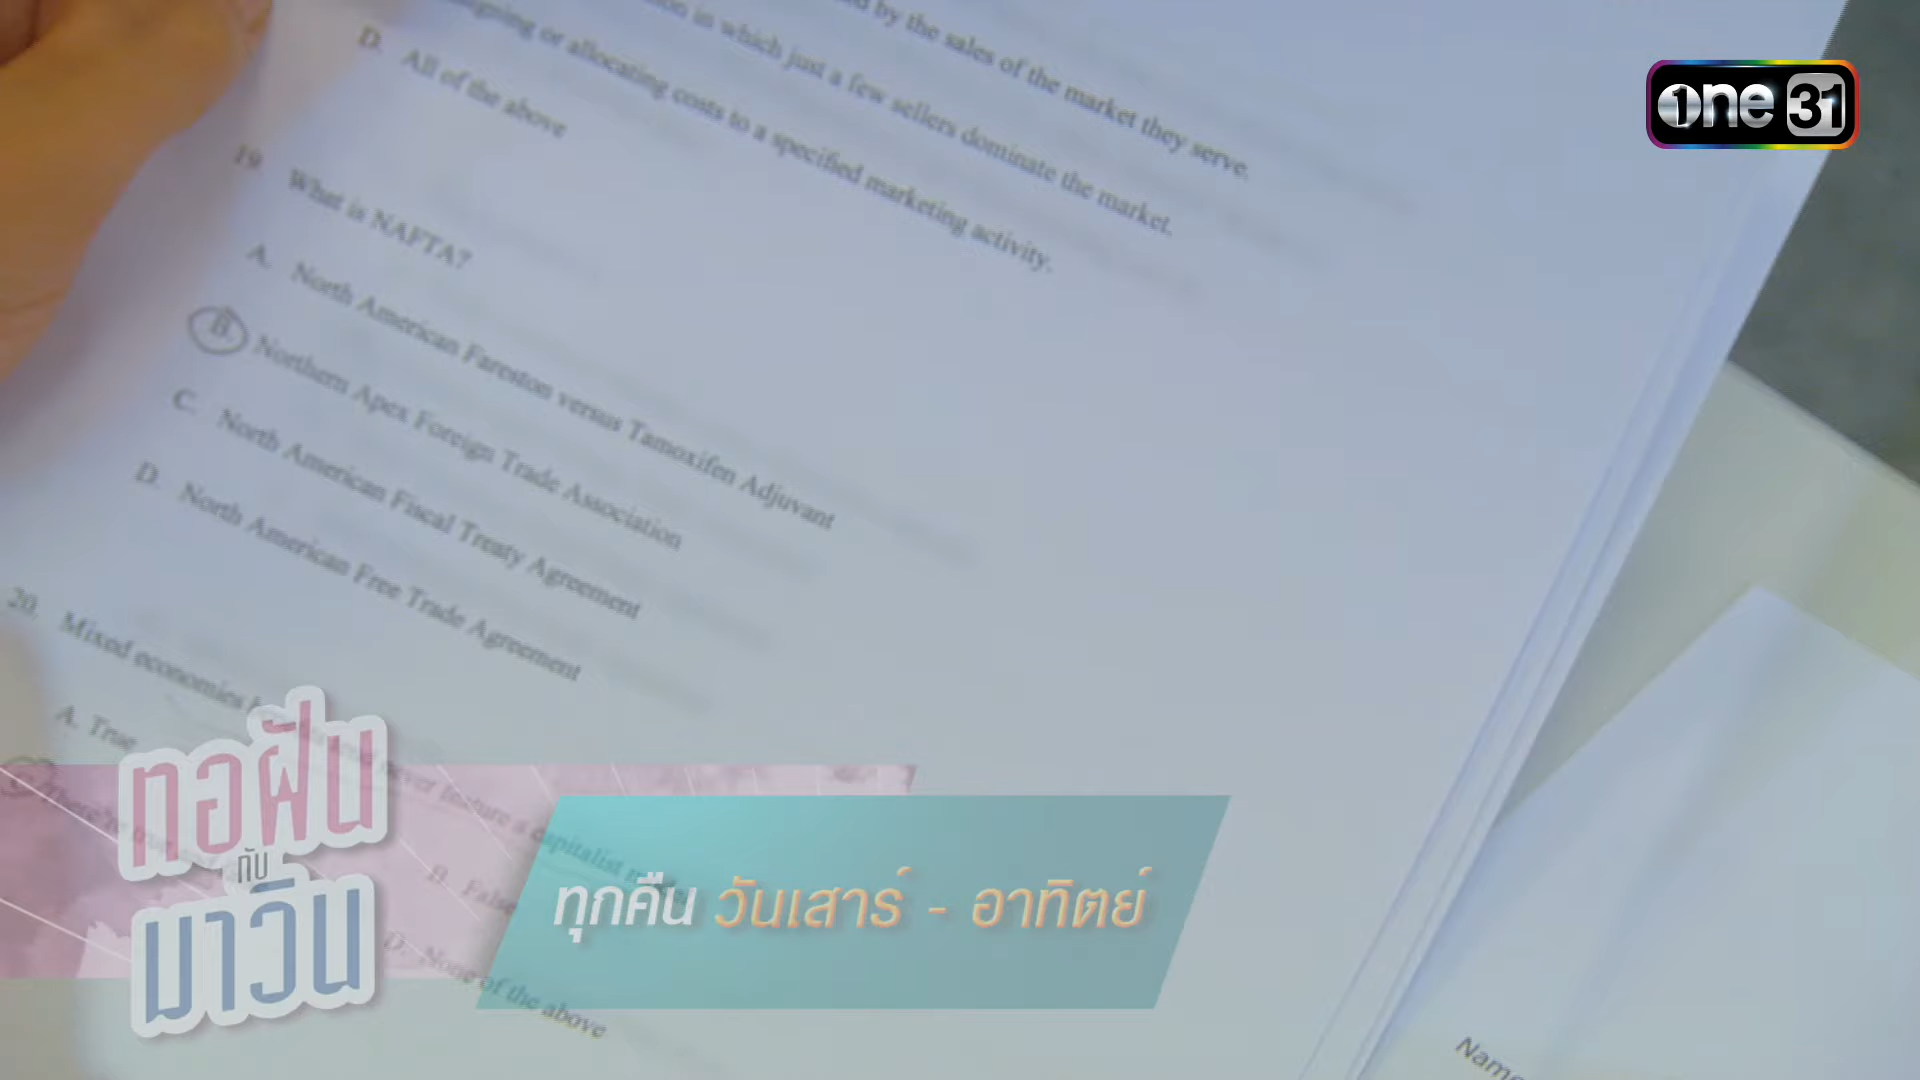 one 31
d by the sales of the market they serve.
in which just a few sellers dominate the market.
or allocating costs to a specified marketing activity.
D. All of the above
19. What is NAFTA?
A. North American Fareston versus Tamoxifen Adjuvant
B. Northern Apex Foreign Trade Association
C. North American Fiscal Treaty Agreement
D. North American Free Trade Agreement
20. Mixed economies
feature a capitalist
A. True
B. False
D. None of the above
Name
ทอฝัน
กับ
มาวิน
ทุกคืน วันเสาร์ - อาทิตย์